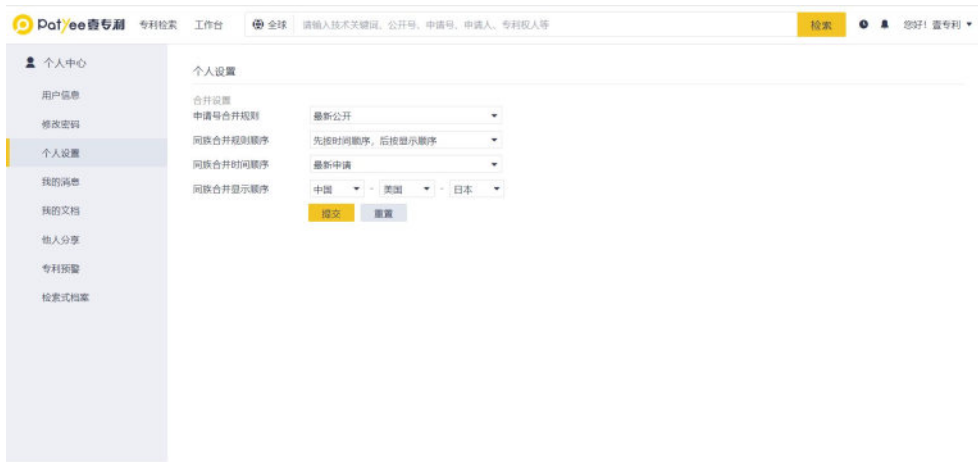 Patyee壹专利 专利检索 工作台 全球 请输入技术关键词、公开号、申请号、申请人、专利权人等 检索 您好! 壹专利
个人中心
用户信息
修改密码
个人设置
我的消息
我的文档
他人分享
专利预警
检索式档案
个人设置
合并设置
申请号合并规则 最新公开
同族合并规则顺序 先按时间顺序,后按显示顺序
同族合并时间顺序 最新申请
同族合并显示顺序 中国 - 美国 - 日本
提交 重置